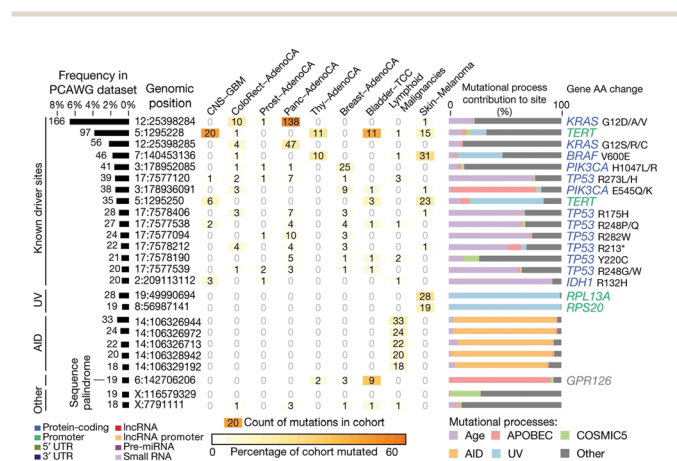 Frequency in
PCAWG dataset
8% 6% 4% 2% 0%
Genomic
position
CNS–GBM
ColoRect–AdenoCA
Prost–AdenoCA
Panc–AdenoCA
Thy–AdenoCA
Breast–AdenoCA
Bladder–TCC
Lymphoid
Malignancies
Skin–Melanoma
Mutational process
contribution to site
(%)
0 100
Gene AA change
Known driver sites
166 12:25398284 0 10 1 138 0 0 0 0 1 KRAS G12D/A/V
97 5:1295228 20 0 0 0 11 0 11 1 15 TERT
56 12:25398285 0 4 0 47 0 0 0 0 0 KRAS G12S/R/C
46 7:140453136 0 1 0 0 10 0 0 1 31 BRAF V600E
41 3:178952085 0 1 1 1 0 25 0 0 0 PIK3CA H1047L/R
39 17:7577120 1 2 1 7 0 1 0 3 0 TP53 R273L/H
38 3:178936091 0 3 0 0 0 9 1 0 1 PIK3CA E545Q/K
35 5:1295250 6 0 0 0 0 0 3 0 23 TERT
28 17:7578406 0 3 0 7 0 3 0 0 1 TP53 R175H
27 17:7577538 2 0 0 7 0 4 1 1 0 TP53 R248P/Q
24 17:7577094 0 0 1 10 0 3 0 0 0 TP53 R282W
22 17:7578212 0 4 0 4 0 3 0 0 1 TP53 R213*
21 17:7578190 0 0 0 5 0 1 1 2 0 TP53 Y220C
20 17:7577539 0 1 2 3 0 1 0 1 0 TP53 R248G/W
20 2:209113112 3 0 1 0 0 0 0 1 0 IDH1 R132H
UV
28 19:49990694 0 0 0 0 0 0 0 0 28 RPL13A
19 8:56987141 0 0 0 0 0 0 0 0 19 RPS20
AID
33 14:106326944 0 0 0 0 0 0 0 33 0
24 14:106326972 0 0 0 0 0 0 0 24 0
22 14:106326713 0 0 0 0 0 0 0 22 0
20 14:106328942 0 0 0 0 0 0 0 20 0
18 14:106329192 0 0 0 0 0 0 0 18 0
Sequence
palindrome
Other
19 6:142706206 0 0 0 0 2 3 9 0 0 GPR126
19 X:116579329 0 0 0 0 0 0 0 0 0
18 X:7791111 0 1 0 3 0 1 1 1 0
Protein-coding
Promoter
5′ UTR
3′ UTR
lncRNA
lncRNA promoter
Pre-miRNA
Small RNA
20 Count of mutations in cohort
0 60
Percentage of cohort mutated
Mutational processes:
Age APOBEC COSMIC5
AID UV Other